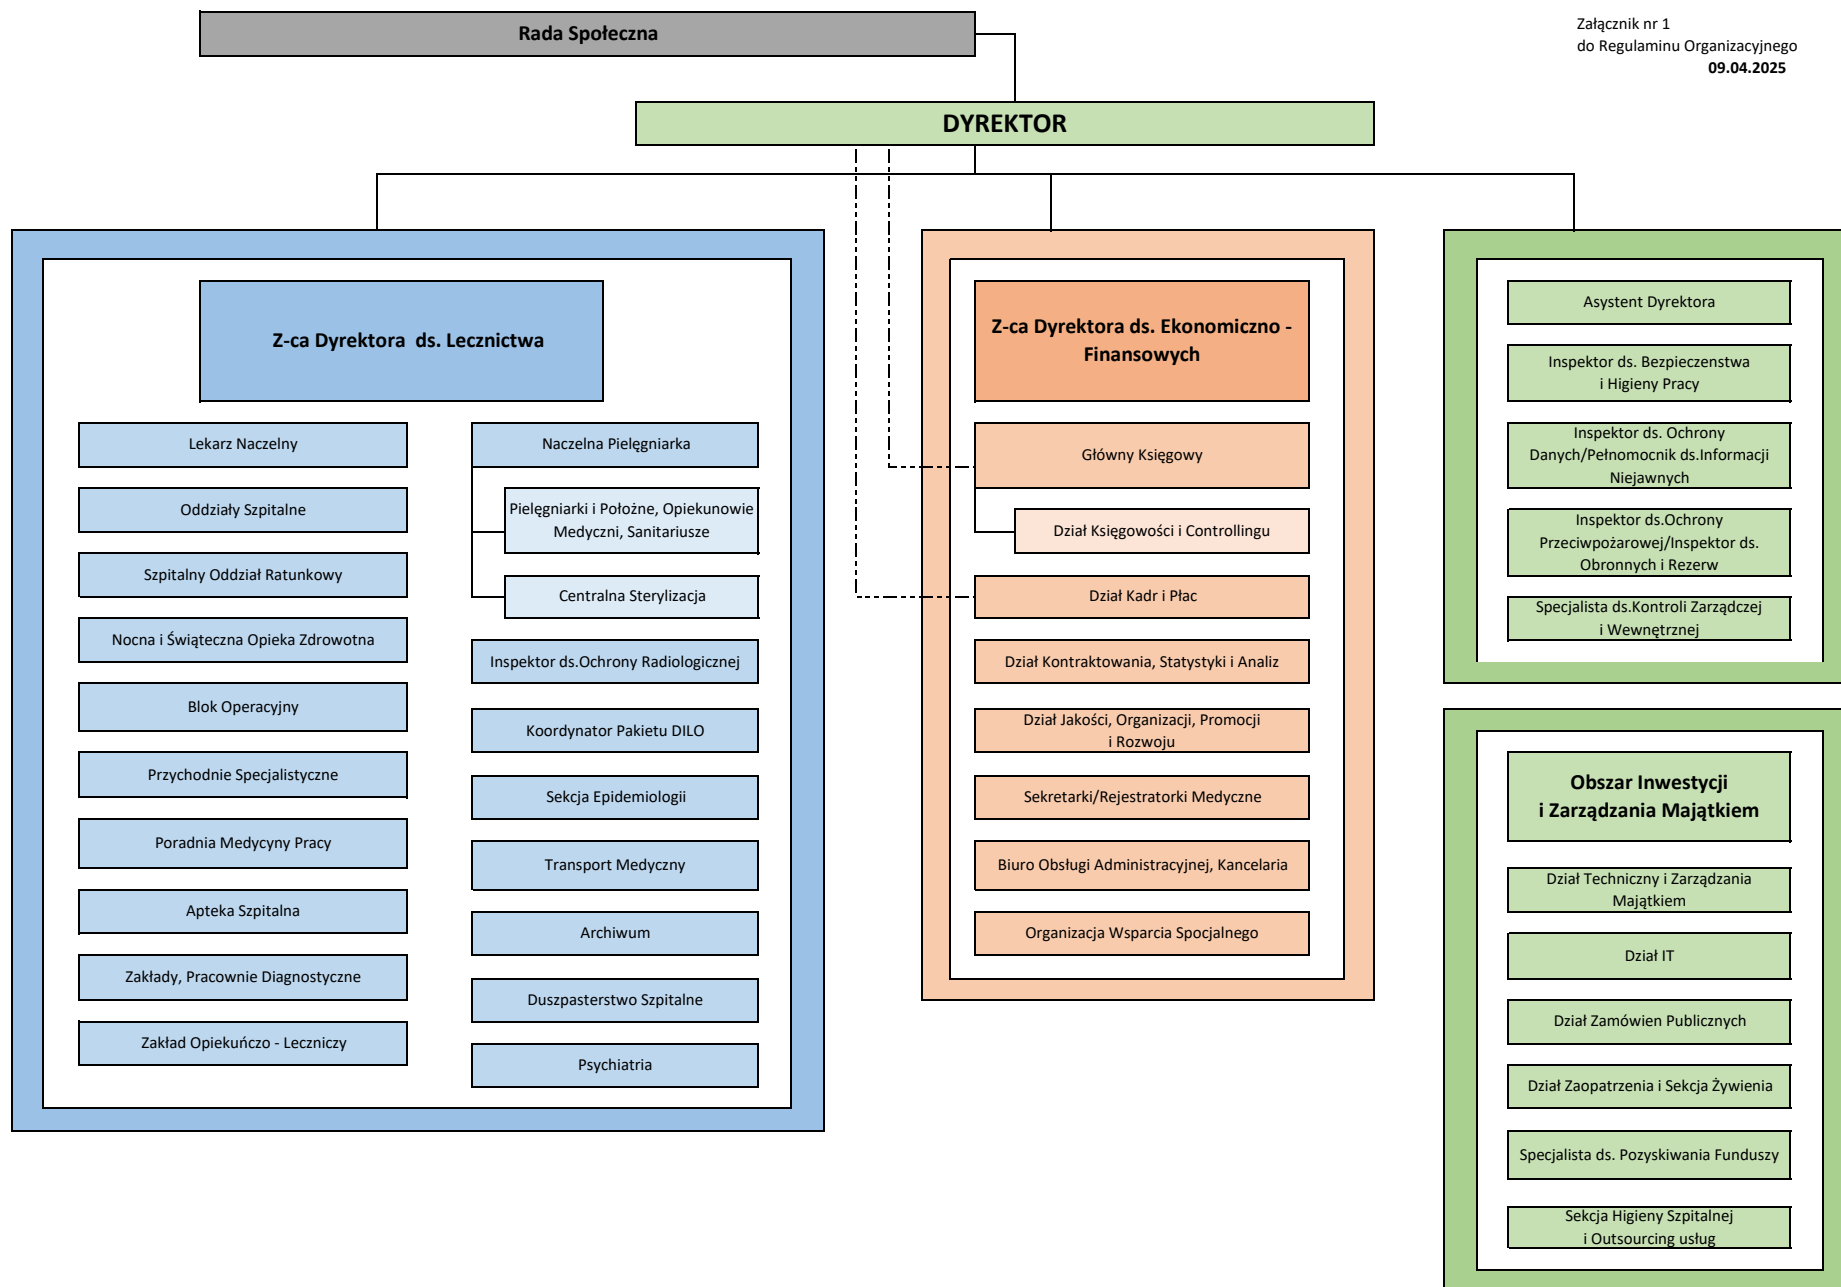 Rada Społeczna
Załącznik nr 1
do Regulaminu Organizacyjnego
09.04.2025
DYREKTOR
Z-ca Dyrektora  ds. Lecznictwa
Lekarz Naczelny
Oddziały Szpitalne
Szpitalny Oddział Ratunkowy
Nocna i Świąteczna Opieka Zdrowotna
Blok Operacyjny
Przychodnie Specjalistyczne
Poradnia Medycyny Pracy
Apteka Szpitalna
Zakłady, Pracownie Diagnostyczne
Zakład Opiekuńczo - Leczniczy
Naczelna Pielęgniarka
Pielęgniarki i Położne, Opiekunowie
Medyczni, Sanitariusze
Centralna Sterylizacja
Inspektor ds.Ochrony Radiologicznej
Koordynator Pakietu DILO
Sekcja Epidemiologii
Transport Medyczny
Archiwum
Duszpasterstwo Szpitalne
Psychiatria
Z-ca Dyrektora ds. Ekonomiczno -
Finansowych
Główny Księgowy
Dział Księgowości i Controllingu
Dział Kadr i Płac
Dział Kontraktowania, Statystyki i Analiz
Dział Jakości, Organizacji, Promocji
i Rozwoju
Sekretarki/Rejestratorki Medyczne
Biuro Obsługi Administracyjnej, Kancelaria
Organizacja Wsparcia Spocjalnego
Asystent Dyrektora
Inspektor ds. Bezpieczenstwa
i Higieny Pracy
Inspektor ds. Ochrony
Danych/Pełnomocnik ds.Informacji
Niejawnych
Inspektor ds.Ochrony
Przeciwpożarowej/Inspektor ds.
Obronnych i Rezerw
Specjalista ds.Kontroli Zarządczej
i Wewnętrznej
Obszar Inwestycji
i Zarządzania Majątkiem
Dział Techniczny i Zarządzania
Majątkiem
Dział IT
Dział Zamówien Publicznych
Dział Zaopatrzenia i Sekcja Żywienia
Specjalista ds. Pozyskiwania Funduszy
Sekcja Higieny Szpitalnej
i Outsourcing usług